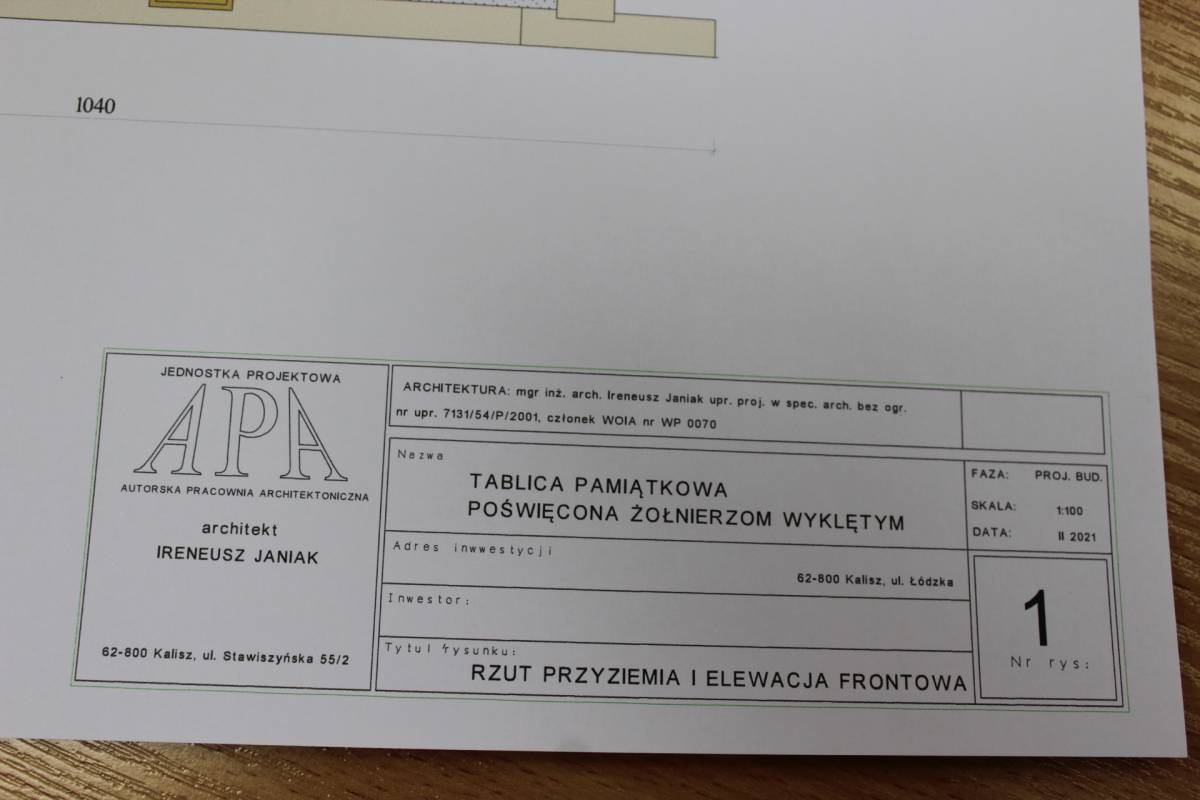 1040
JEDNOSTKA PROJEKTOWA
APA
AUTORSKA PRACOWNIA ARCHITEKTONICZNA
architekt
IRENEUSZ JANIAK
62-800 Kalisz, ul. Stawiszyńska 55/2
ARCHITEKTURA: mgr inż. arch. Ireneusz Janiak upr. proj. w spec. arch. bez ogr.
nr upr. 7131/54/P/2001, członek WOIA nr WP 0070
Nazwa
TABLICA PAMIĄTKOWA
POŚWIĘCONA ŻOŁNIERZOM WYKLĘTYM
Adres inwwestycji
62-800 Kalisz, ul. Łódzka
Inwestor:
Tytul rysunku:
RZUT PRZYZIEMIA I ELEWACJA FRONTOWA
FAZA: PROJ. BUD.
SKALA: 1:100
DATA: II 2021
1
Nr rys: